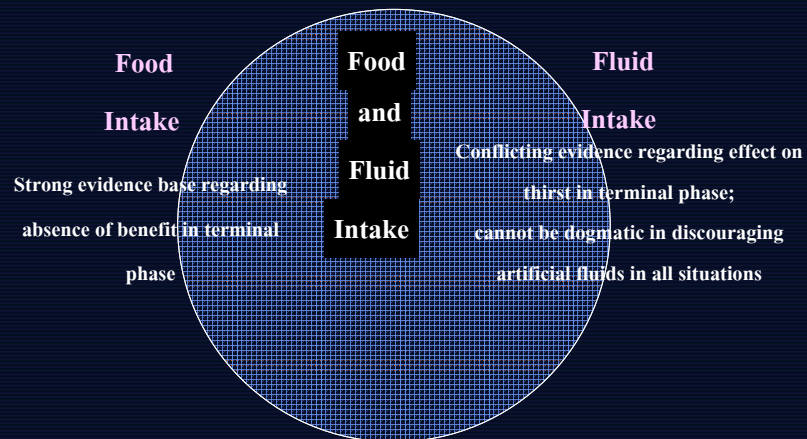 Food
Intake
Strong evidence base regarding
absence of benefit in terminal
phase
Food
and
Fluid
Intake
Fluid
Intake
Conflicting evidence regarding effect on
thirst in terminal phase;
cannot be dogmatic in discouraging
artificial fluids in all situations